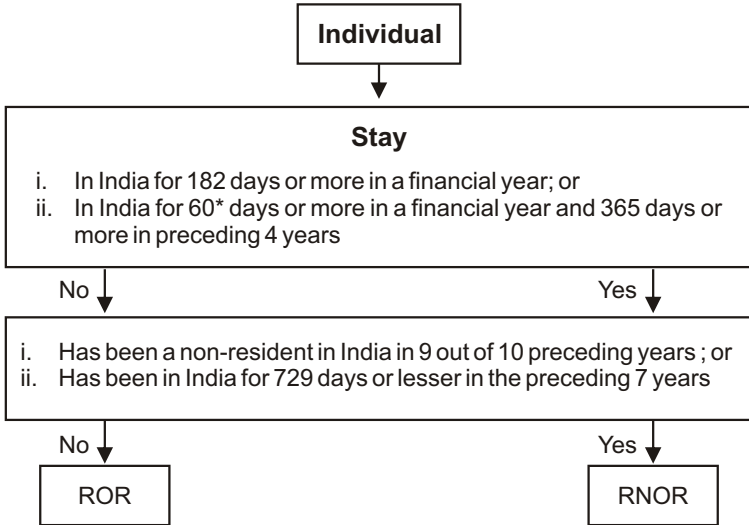 Individual
Stay
i. In India for 182 days or more in a financial year; or
ii. In India for 60* days or more in a financial year and 365 days or
more in preceding 4 years
No Yes
i. Has been a non-resident in India in 9 out of 10 preceding years ; or
ii. Has been in India for 729 days or lesser in the preceding 7 years
No Yes
ROR RNOR